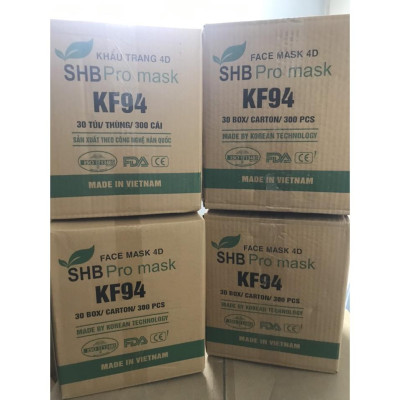 KHẨU TRANG 4D
SHB Pro mask
KF94
30 TÚI/ THÙNG/ 300 CÁI
SẢN XUẤT THEO CÔNG NGHỆ HÀN QUỐC
FDA CE
MADE IN VIETNAM
FACE MASK 4D
SHB Pro mask
KF94
30 BOX/ CARTON/ 300 PCS
MADE BY KOREAN TECHNOLOGY
FDA CE
MADE IN VIETNAM
FACE MASK 4D
SHB Pro mask
KF94
30 BOX/ CARTON/ 300 PCS
MADE BY KOREAN TECHNOLOGY
FDA CE
MADE IN VIETNAM
FACE MASK 4D
SHB Pro mask
KF94
30 BOX/ CARTON/ 300 PCS
MADE BY KOREAN TECHNOLOGY
FDA CE
MADE IN VIETNAM